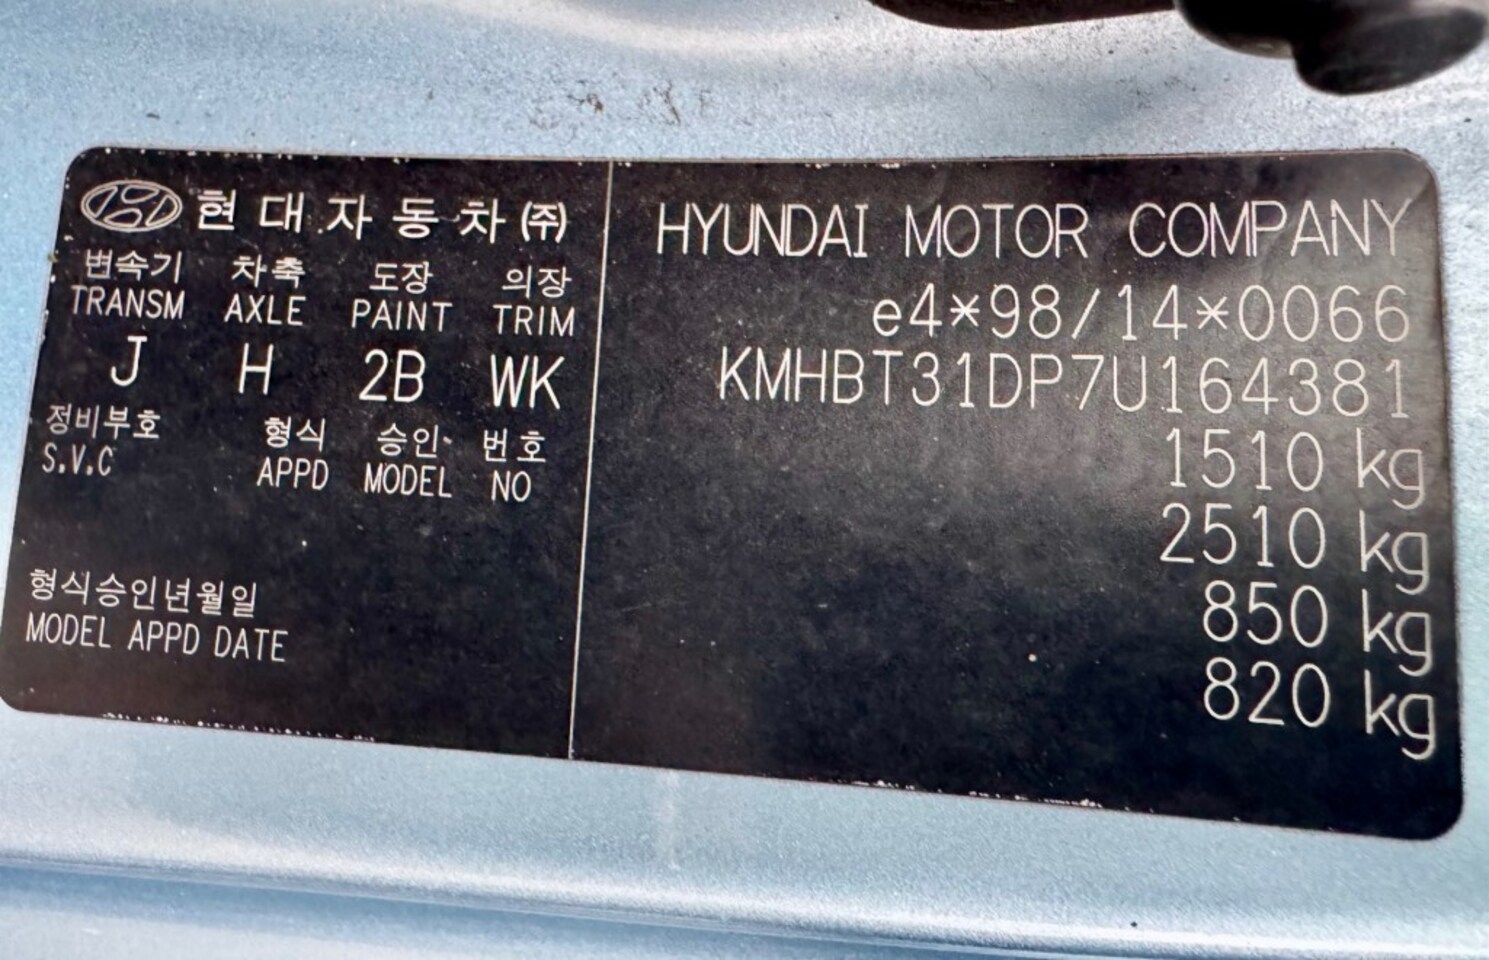 현대자동차㈜
변속기 차축 도장 의장
TRANSM AXLE PAINT TRIM
J H 2B WK
정비부호 형식 승인 번호
S.V.C APPD MODEL NO
형식승인년월일
MODEL APPD DATE
HYUNDAI MOTOR COMPANY
e4*98/14*0066
KMHBT31DP7U164381
1510 kg
2510 kg
850 kg
820 kg